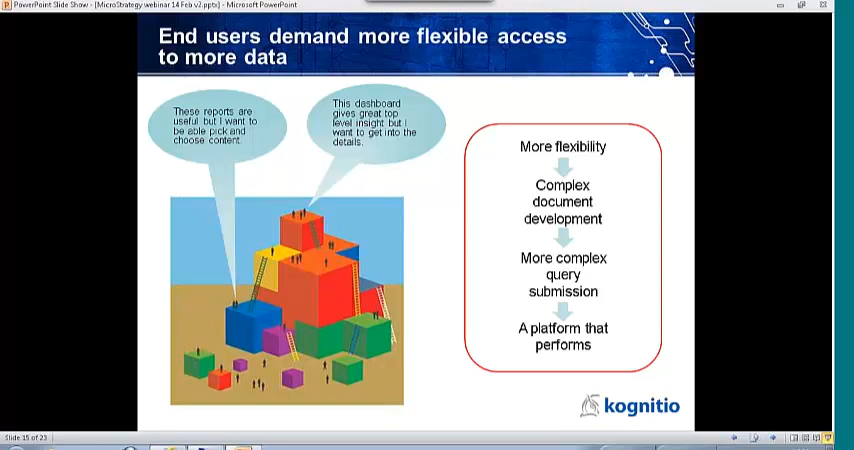 PowerPoint Slide Show - [MicroStrategy webinar 14 Feb v2.pptx] - Microsoft PowerPoint
End users demand more flexible access
to more data
These reports are
useful but I want to
be able pick and
choose content.
This dashboard
gives great top
level insight but I
want to get into the
details.
More flexibility
Complex
document
development
More complex
query
submission
A platform that
performs
kognitio
Slide 15 of 23